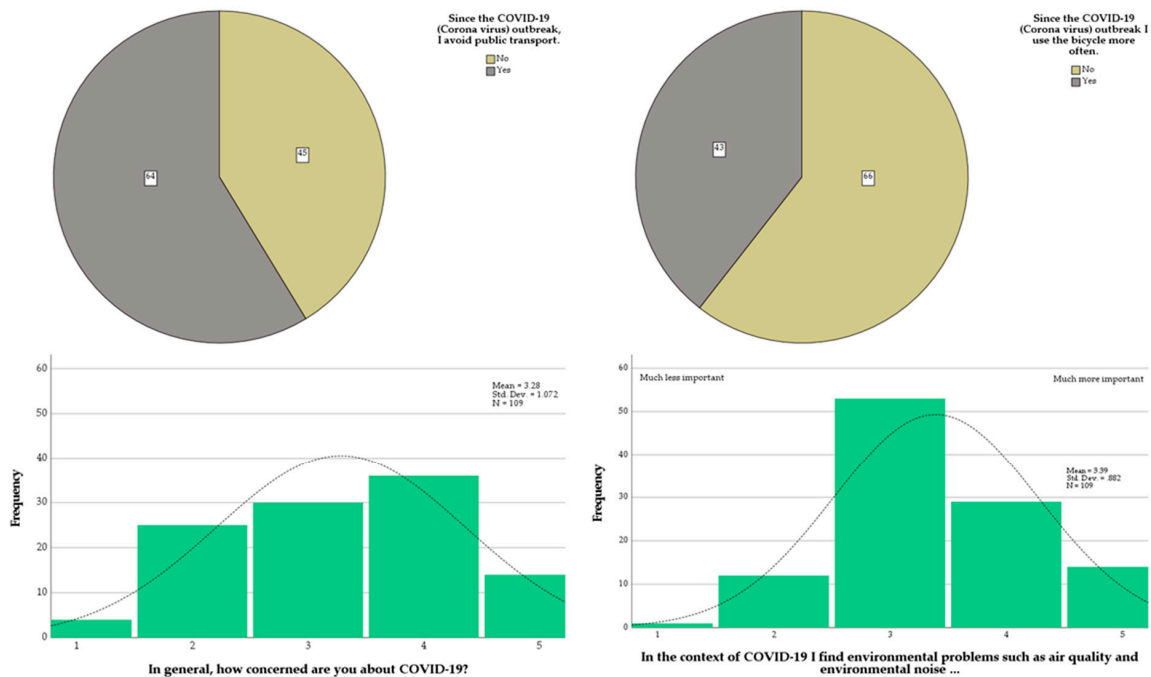 Since the COVID-19
(Corona virus) outbreak,
I avoid public transport.
No
Yes
45
64
Since the COVID-19
(Corona virus) outbreak I
use the bicycle more
often.
No
Yes
43
66
60
50
40
30
20
10
0
Frequency
Mean = 3.28
Std. Dev. = 1.072
N = 109
1 2 3 4 5
In general, how concerned are you about COVID-19?
60
50
40
30
20
10
0
Frequency
Much less important
Much more important
Mean = 3.39
Std. Dev. = .882
N = 109
1 2 3 4 5
In the context of COVID-19 I find environmental problems such as air quality and
environmental noise ...